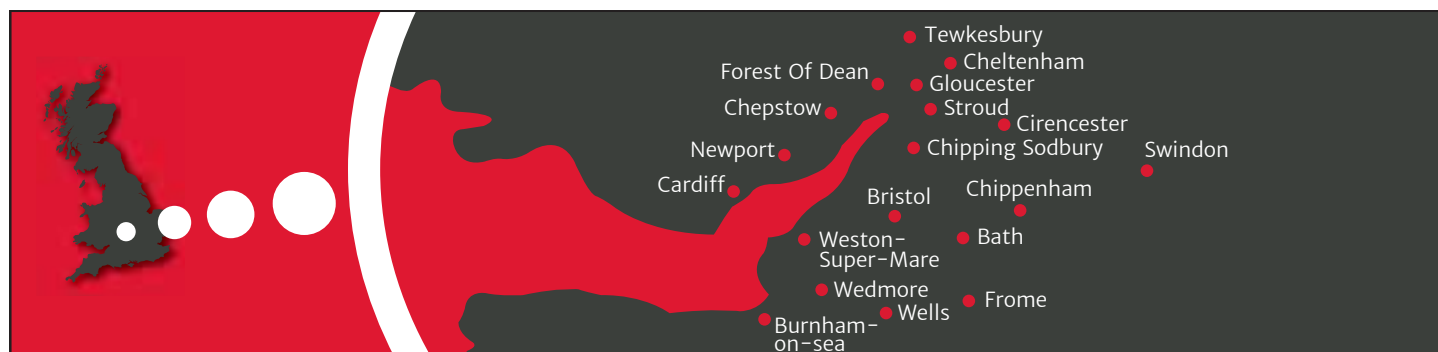 Tewkesbury
Cheltenham
Forest Of Dean
Gloucester
Chepstow
Stroud
Cirencester
Newport
Chipping Sodbury
Swindon
Cardiff
Chippenham
Bristol
Weston-
Super-Mare
Bath
Wedmore
Frome
Wells
Burnham-
on-sea